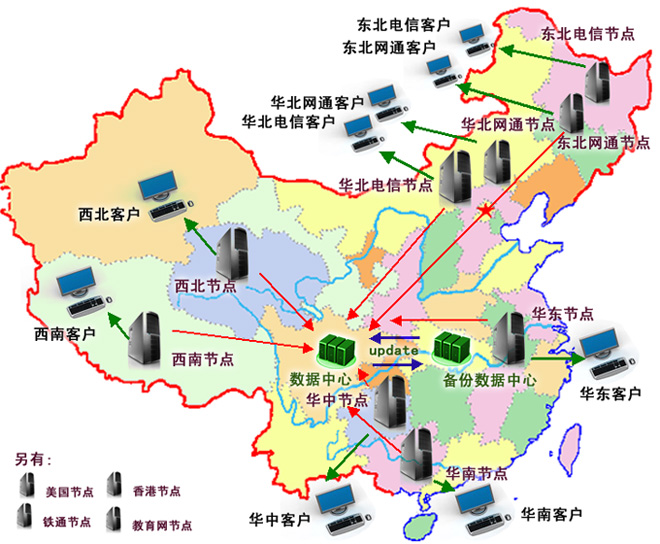 东北电信客户
东北电信节点
东北网通客户
华北网通客户
华北电信客户
华北网通节点
东北网通节点
华北电信节点
西北客户
西北节点
西南客户
华东节点
西南节点
update
数据中心
备份数据中心
华东客户
华中节点
另有:
华南节点
美国节点
香港节点
华中客户
华南客户
铁通节点
教育网节点